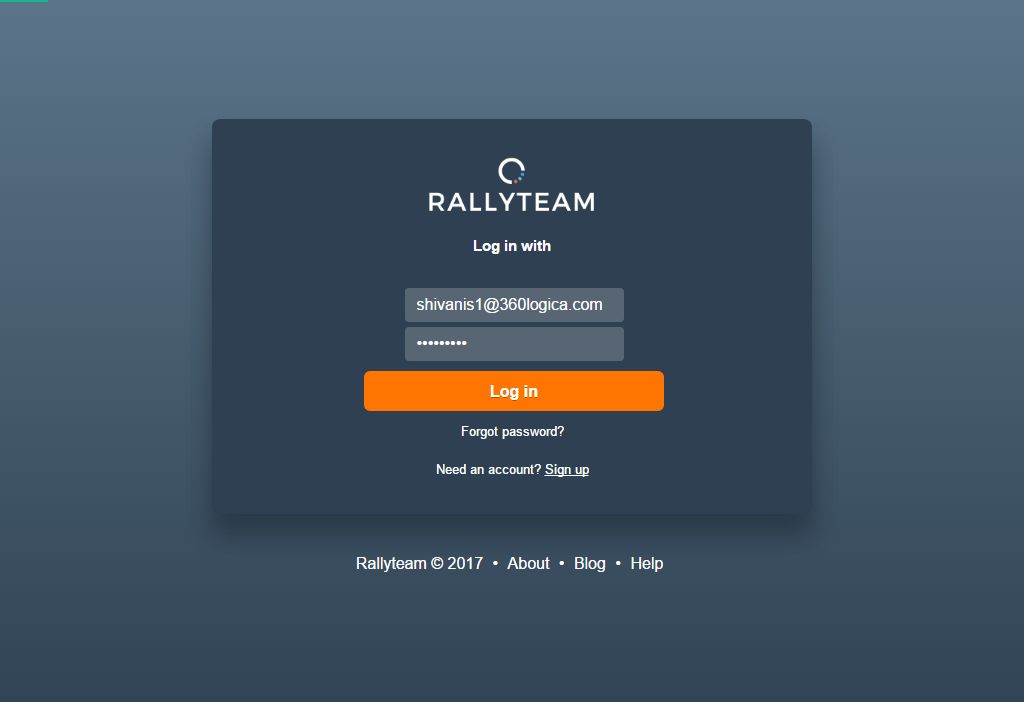 RALLYTEAM
Log in with
shivanis1@360logica.com
•••••••••
Log in
Forgot password?
Need an account? Sign up
Rallyteam © 2017 • About • Blog • Help